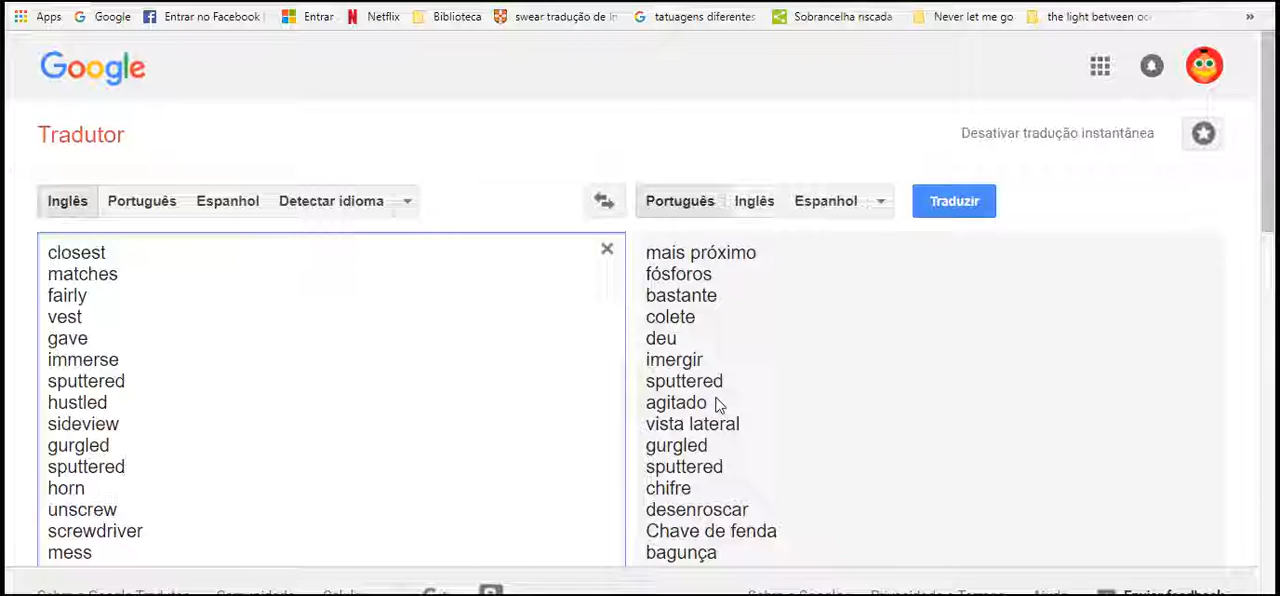 Apps Google Entrar no Facebook Entrar Netflix Biblioteca swear tradução de In tatuagens diferentes Sobrancelha riscada Never let me go the light between oc »
Google
Tradutor
Desativar tradução instantânea
Inglês Português Espanhol Detectar idioma
Português Inglês Espanhol Traduzir
closest
matches
fairly
vest
gave
immerse
sputtered
hustled
sideview
gurgled
sputtered
horn
unscrew
screwdriver
mess
mais próximo
fósforos
bastante
colete
deu
imergir
sputtered
agitado
vista lateral
gurgled
sputtered
chifre
desenroscar
Chave de fenda
bagunça